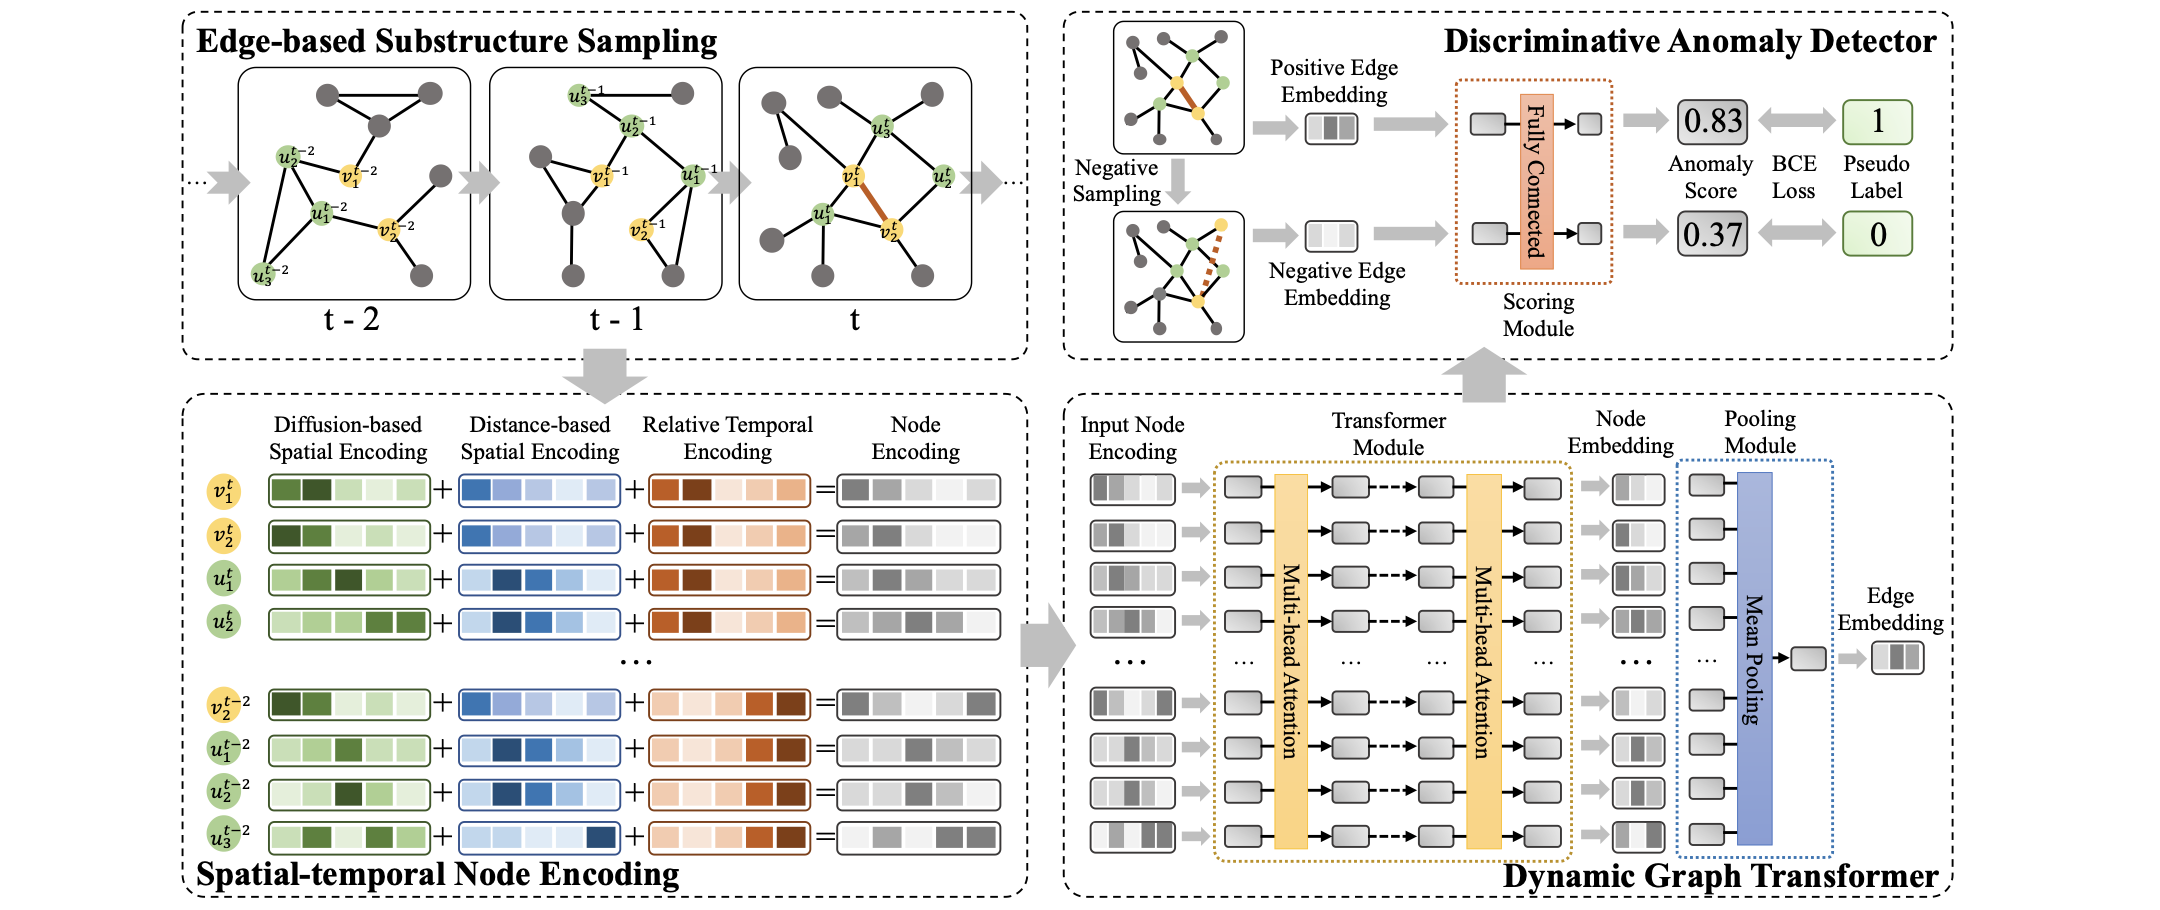 Edge-based Substructure Sampling
...
u_3^{t-1}
u_2^{t-1}
u_3^t
u_2^{t-2}
v_1^{t-2}
v_1^{t-1}
u_1^{t-1}
v_1^t
u_2^t
...
u_1^{t-2}
v_2^{t-2}
v_2^{t-1}
u_1^t
v_2^t
u_3^{t-2}
t - 2
t - 1
t
Discriminative Anomaly Detector
Positive Edge
Embedding
Negative
Sampling
Negative Edge
Embedding
Fully Connected
Scoring
Module
0.83
1
Anomaly
Score
BCE
Loss
Pseudo
Label
0.37
0
Diffusion-based
Spatial Encoding
Distance-based
Spatial Encoding
Relative Temporal
Encoding
Node
Encoding
v_1^t + + =
v_2^t + + =
u_1^t + + =
u_2^t + + =
...
v_2^{t-2} + + =
u_1^{t-2} + + =
u_2^{t-2} + + =
u_3^{t-2} + + =
Spatial-temporal Node Encoding
Input Node
Encoding
Transformer
Module
Node
Embedding
Pooling
Module
Multi-head Attention
Multi-head Attention
Mean Pooling
Edge
Embedding
... ... ... ... ... ... ...
Dynamic Graph Transformer